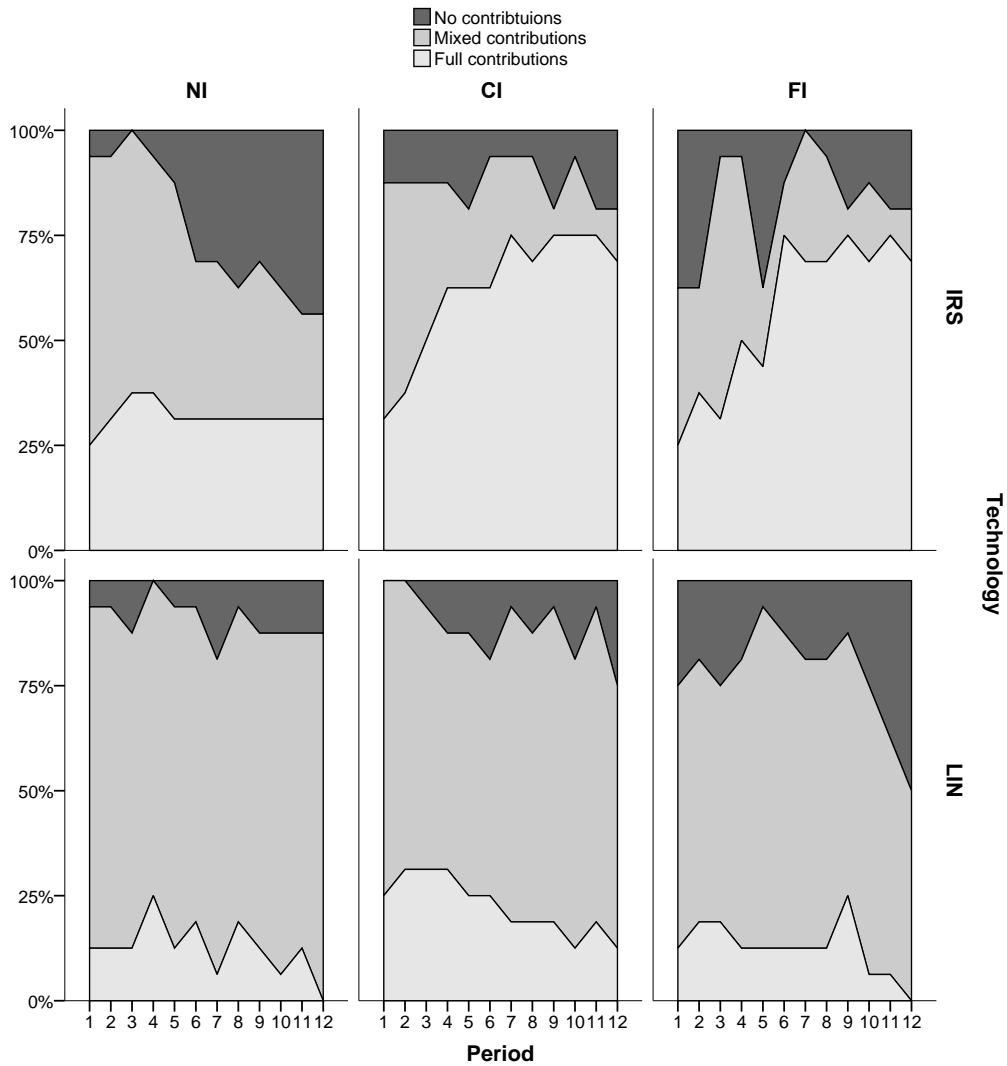 No contribtuions
Mixed contributions
Full contributions
NI CI FI
100%
75%
50%
25%
0%
IRS
100%
75%
50%
25%
0%
LIN
Technology
1 2 3 4 5 6 7 8 9 10 11 12 1 2 3 4 5 6 7 8 9 10 11 12 1 2 3 4 5 6 7 8 9 10 11 12
Period